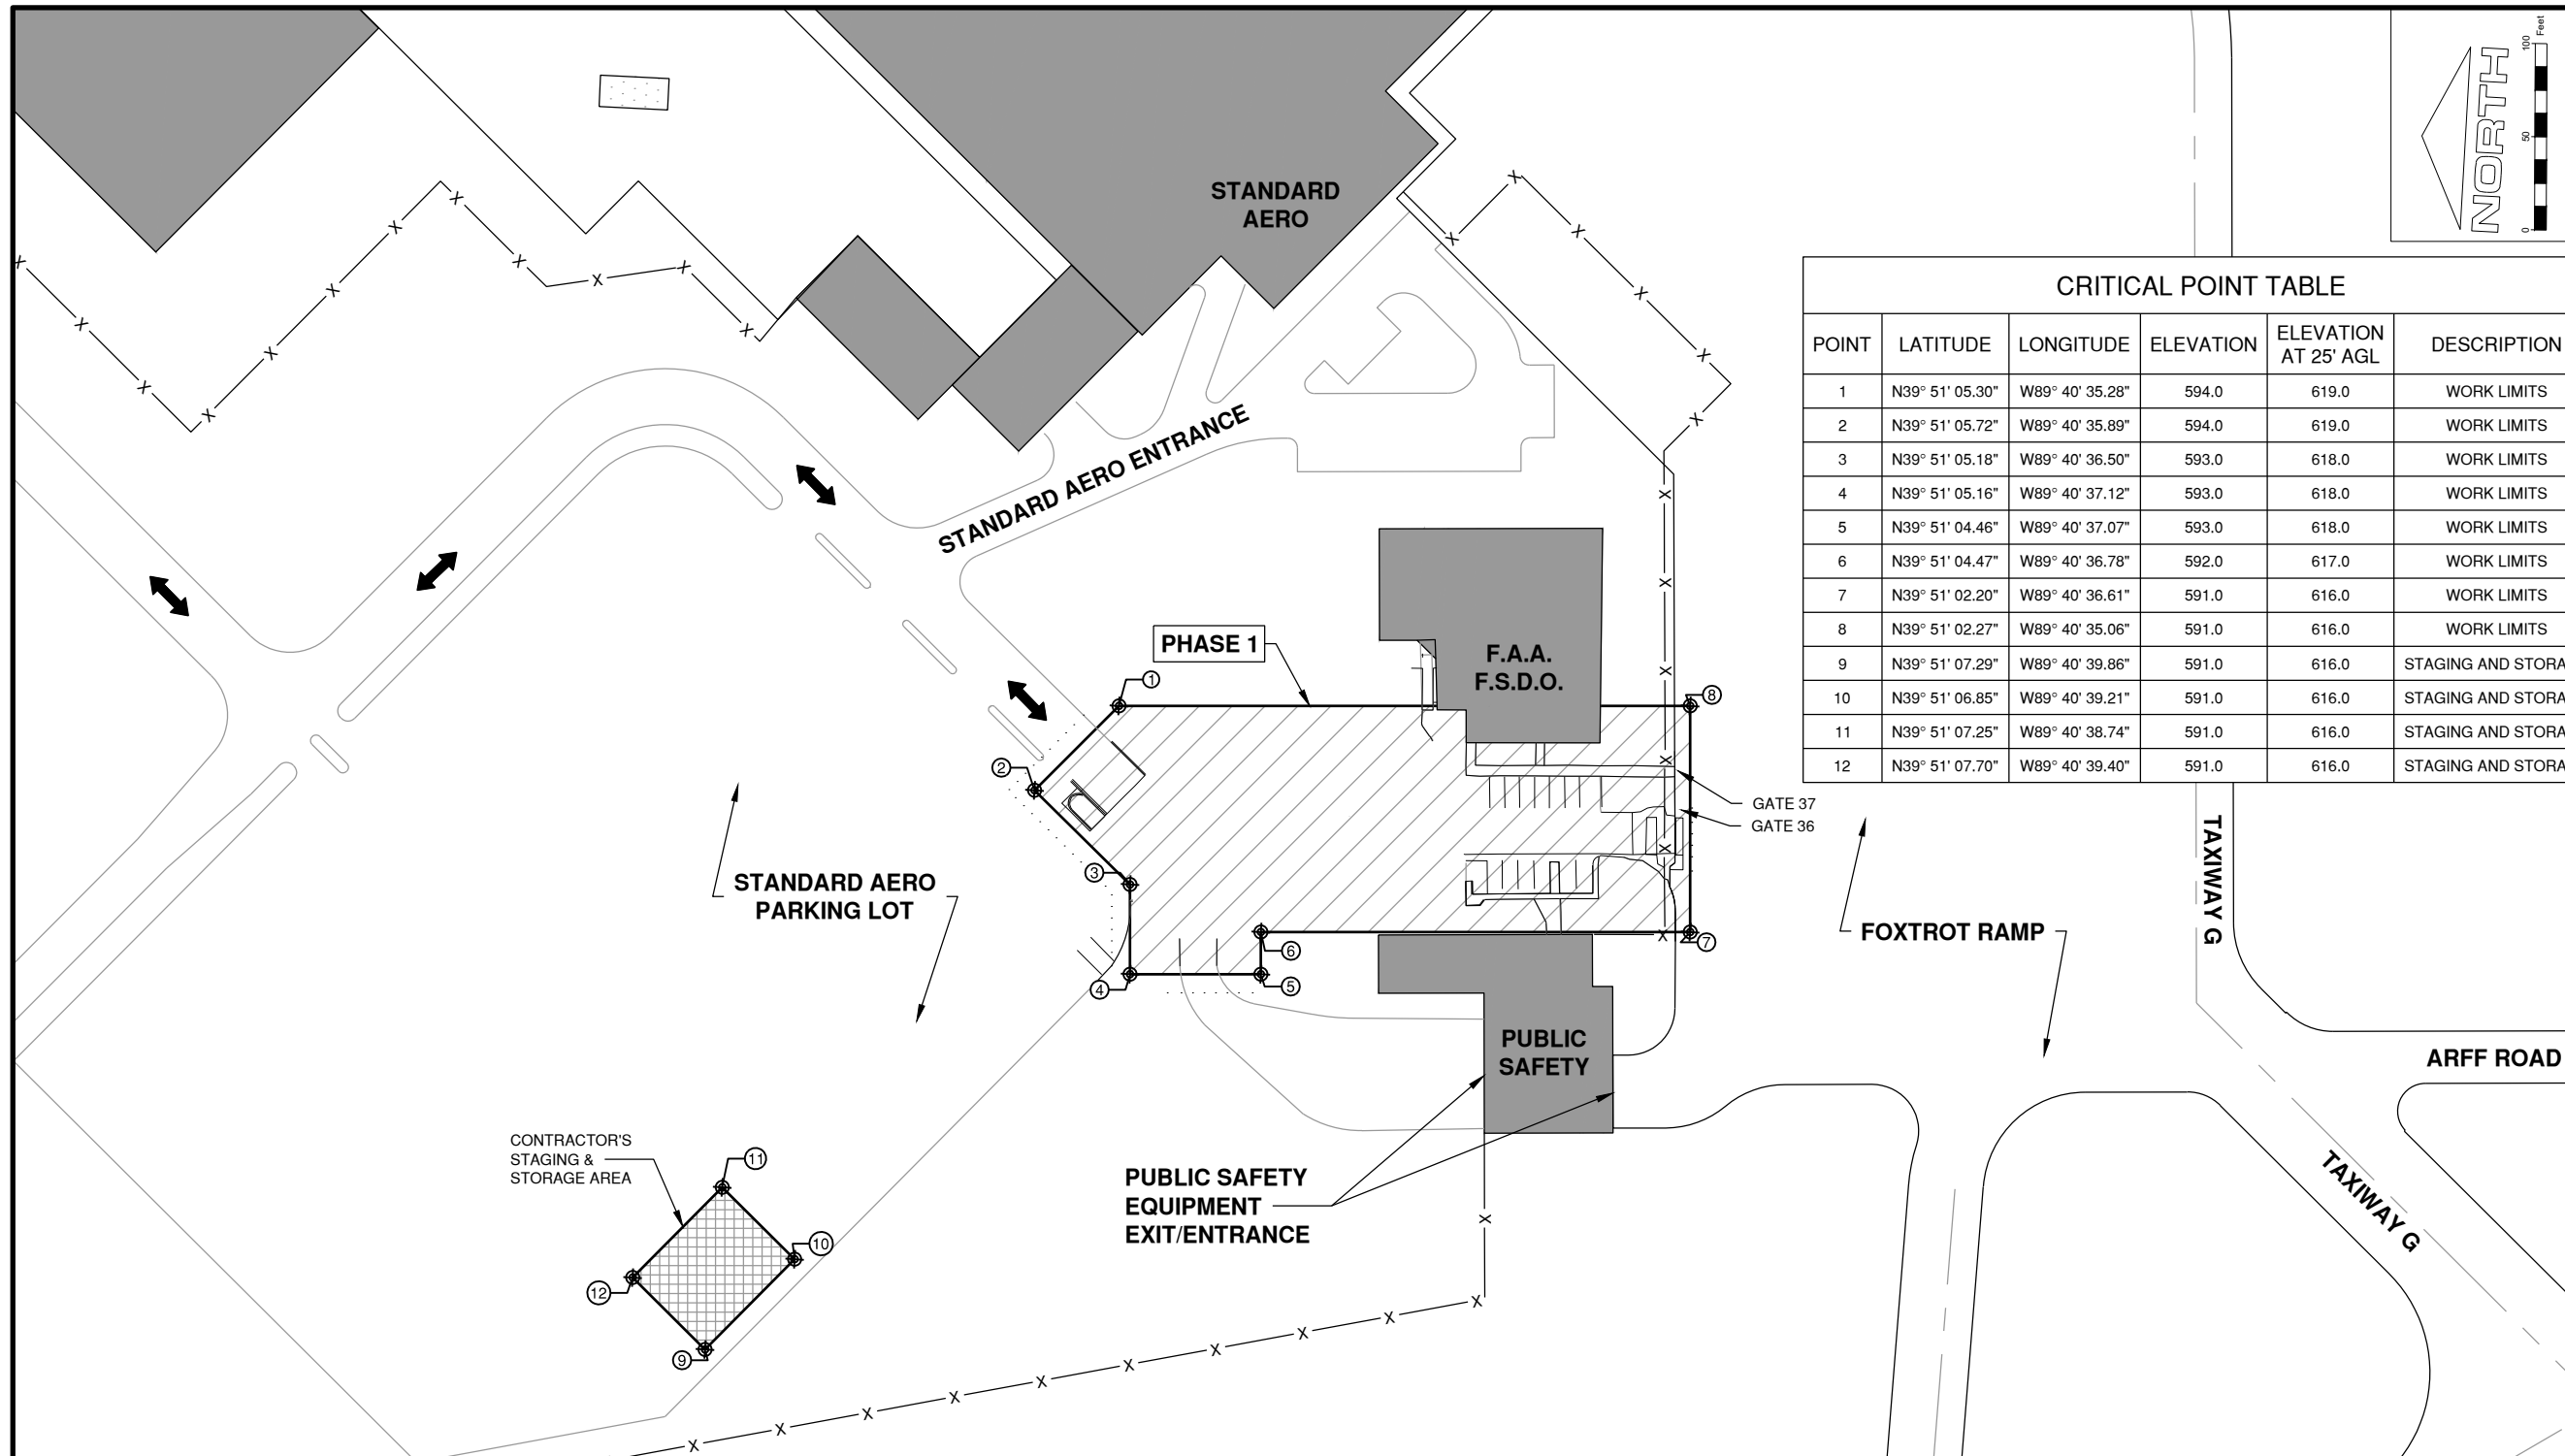 NORTH
0
50
100
Feet
STANDARD
AERO
CRITICAL POINT TABLE
POINT LATITUDE LONGITUDE ELEVATION ELEVATION AT 25' AGL DESCRIPTION
1 N39° 51' 05.30" W89° 40' 35.28" 594.0 619.0 WORK LIMITS
2 N39° 51' 05.72" W89° 40' 35.89" 594.0 619.0 WORK LIMITS
3 N39° 51' 05.18" W89° 40' 36.50" 593.0 618.0 WORK LIMITS
4 N39° 51' 05.16" W89° 40' 37.12" 593.0 618.0 WORK LIMITS
5 N39° 51' 04.46" W89° 40' 37.07" 593.0 618.0 WORK LIMITS
6 N39° 51' 04.47" W89° 40' 36.78" 592.0 617.0 WORK LIMITS
7 N39° 51' 02.20" W89° 40' 36.61" 591.0 616.0 WORK LIMITS
8 N39° 51' 02.27" W89° 40' 35.06" 591.0 616.0 WORK LIMITS
9 N39° 51' 07.29" W89° 40' 39.86" 591.0 616.0 STAGING AND STORA
10 N39° 51' 06.85" W89° 40' 39.21" 591.0 616.0 STAGING AND STORA
11 N39° 51' 07.25" W89° 40' 38.74" 591.0 616.0 STAGING AND STORA
12 N39° 51' 07.70" W89° 40' 39.40" 591.0 616.0 STAGING AND STORA
STANDARD AERO ENTRANCE
PHASE 1
F.A.A.
F.S.D.O.
1
8
2
GATE 37
GATE 36
3
STANDARD AERO
PARKING LOT
TAXIWAY G
FOXTROT RAMP
6
7
4
5
PUBLIC
SAFETY
ARFF ROAD
CONTRACTOR'S
STAGING &
STORAGE AREA
11
10
12
9
PUBLIC SAFETY
EQUIPMENT
EXIT/ENTRANCE
TAXIWAY G